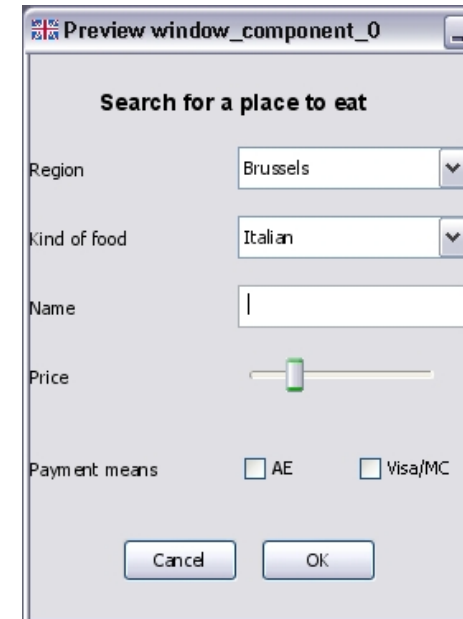 Preview window_component_0
Search for a place to eat
Region Brussels
Kind of food Italian
Name
Price
Payment means AE Visa/MC
Cancel OK